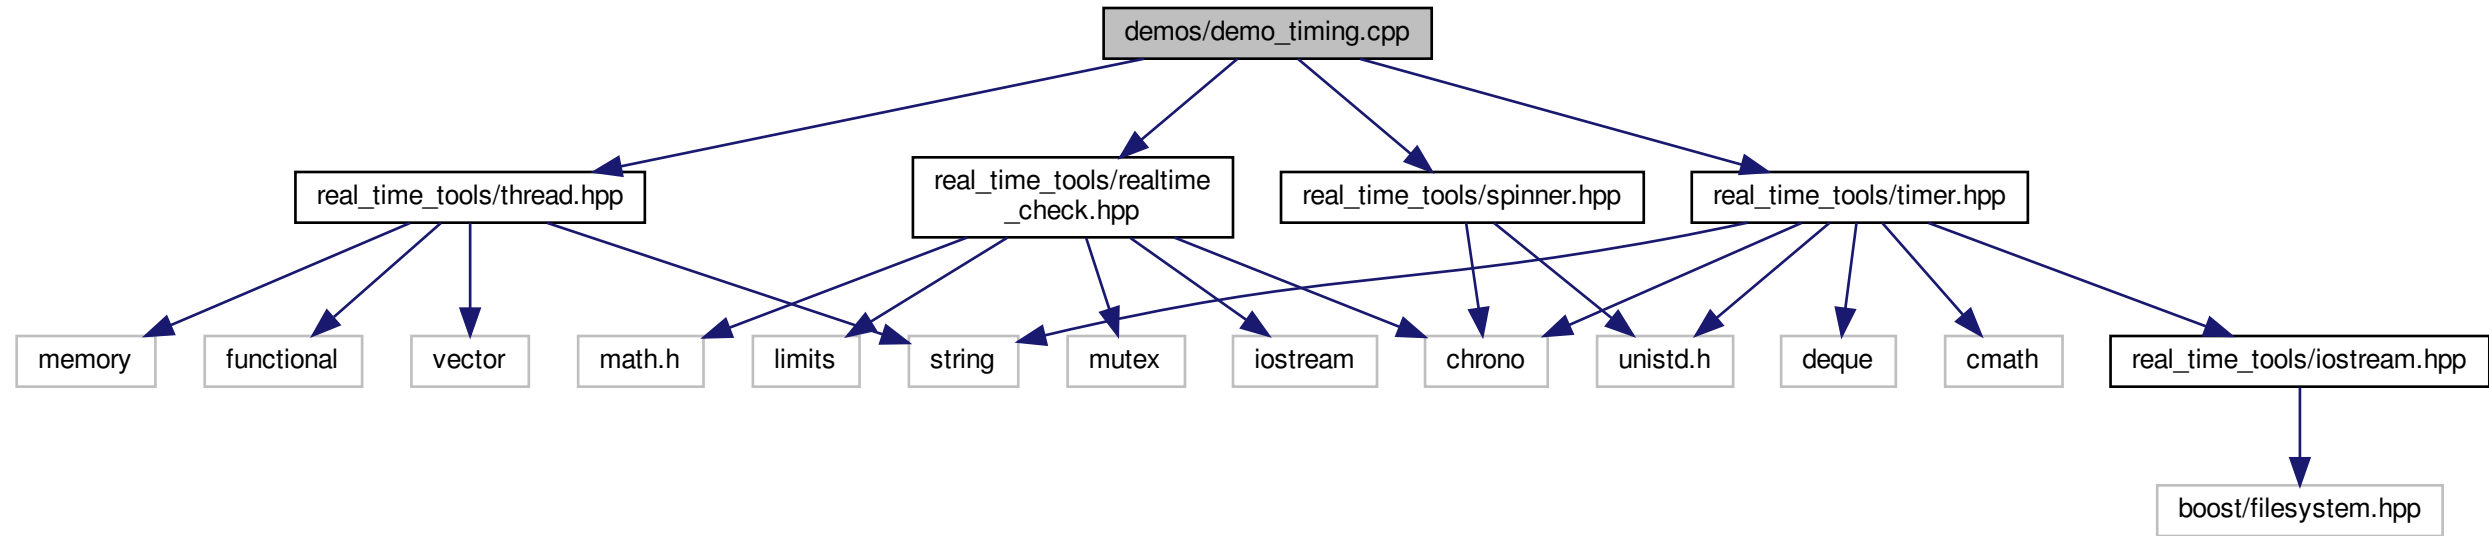 demos/demo_timing.cpp
real_time_tools/thread.hpp
real_time_tools/realtime
_check.hpp
real_time_tools/spinner.hpp
real_time_tools/timer.hpp
memory
functional
vector
math.h
limits
string
mutex
iostream
chrono
unistd.h
deque
cmath
real_time_tools/iostream.hpp
boost/filesystem.hpp